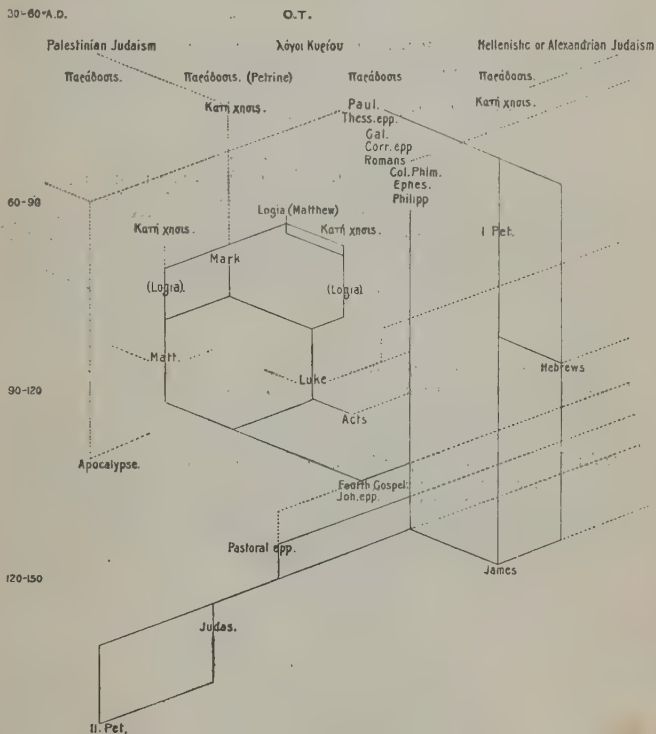 30-60 A.D.
O.T.
Palestinian Judaism
λόγοι Κυρίου
Hellenistic or Alexandrian Judaism
Παράδοσις.
Παράδοσις. (Petrine)
Παράδοσις
Παράδοσις.
Κατήχησις.
Κατήχησις.
Paul.
Thess. epp.
Gal.
Corr. epp
Romans
Col. Phlm.
Ephes.
Philipp
60-90
Logia (Matthew)
Κατήχησις.
Κατήχησις.
I Pet.
Mark
(Logia).
(Logia)
Matt.
Luke
Hebrews
90-120
Acts
Apocalypse.
Fourth Gospel.
Joh. epp.
Pastoral epp.
James
120-150
Judas.
II. Pet.